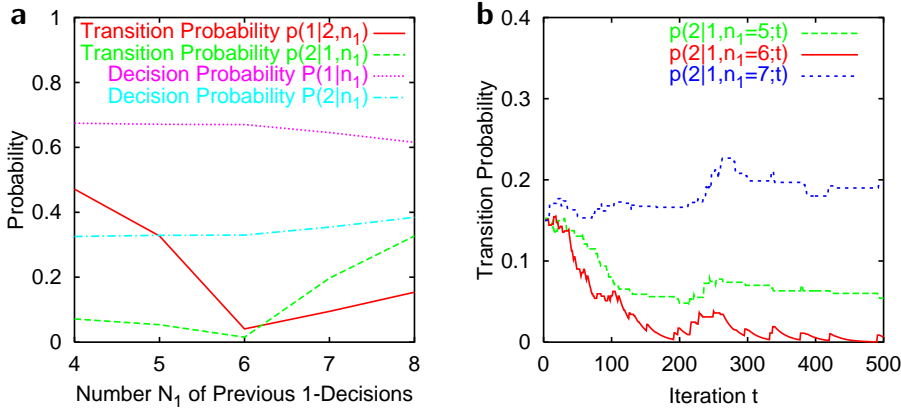 a
Transition Probability p(1|2,n1)
Transition Probability p(2|1,n1)
Decision Probability P(1|n1)
Decision Probability P(2|n1)
1
0.8
0.6
0.4
0.2
0
Probability
4 5 6 7 8
Number N1 of Previous 1-Decisions
b
p(2|1,n1=5;t)
p(2|1,n1=6;t)
p(2|1,n1=7;t)
0.4
0.3
0.2
0.1
0
Transition Probability
0 100 200 300 400 500
Iteration t